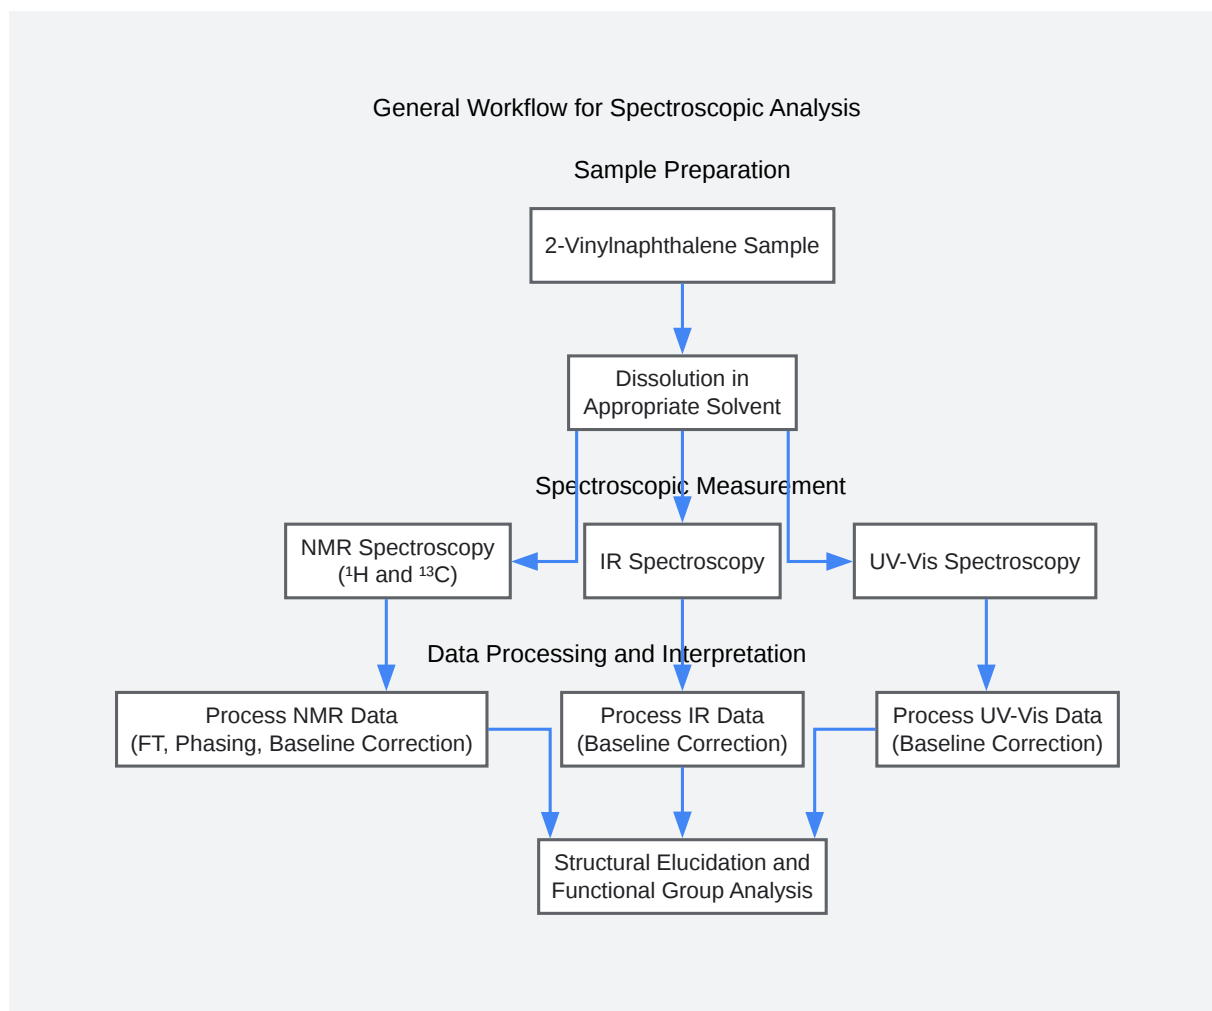 General Workflow for Spectroscopic Analysis
Sample Preparation
2-Vinylnaphthalene Sample
Dissolution in
Appropriate Solvent
Spectroscopic Measurement
NMR Spectroscopy
(¹H and ¹³C)
IR Spectroscopy
UV-Vis Spectroscopy
Data Processing and Interpretation
Process NMR Data
(FT, Phasing, Baseline Correction)
Process IR Data
(Baseline Correction)
Process UV-Vis Data
(Baseline Correction)
Structural Elucidation and
Functional Group Analysis